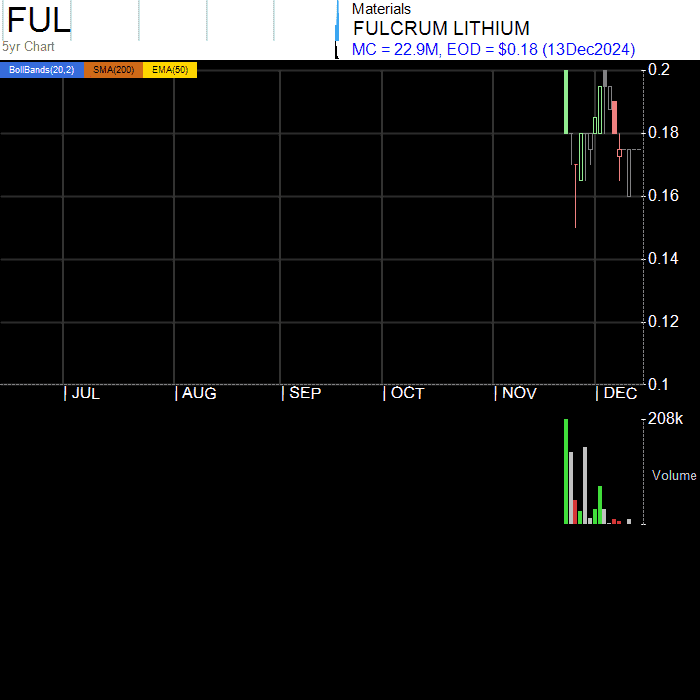 FUL
5yr Chart
Materials
FULCRUM LITHIUM
MC = 22.9M, EOD = $0.18 (13Dec2024)
BollBands(20,2) SMA(200) EMA(50)
0.2
0.18
0.16
0.14
0.12
0.1
JUL AUG SEP OCT NOV DEC
208k
Volume